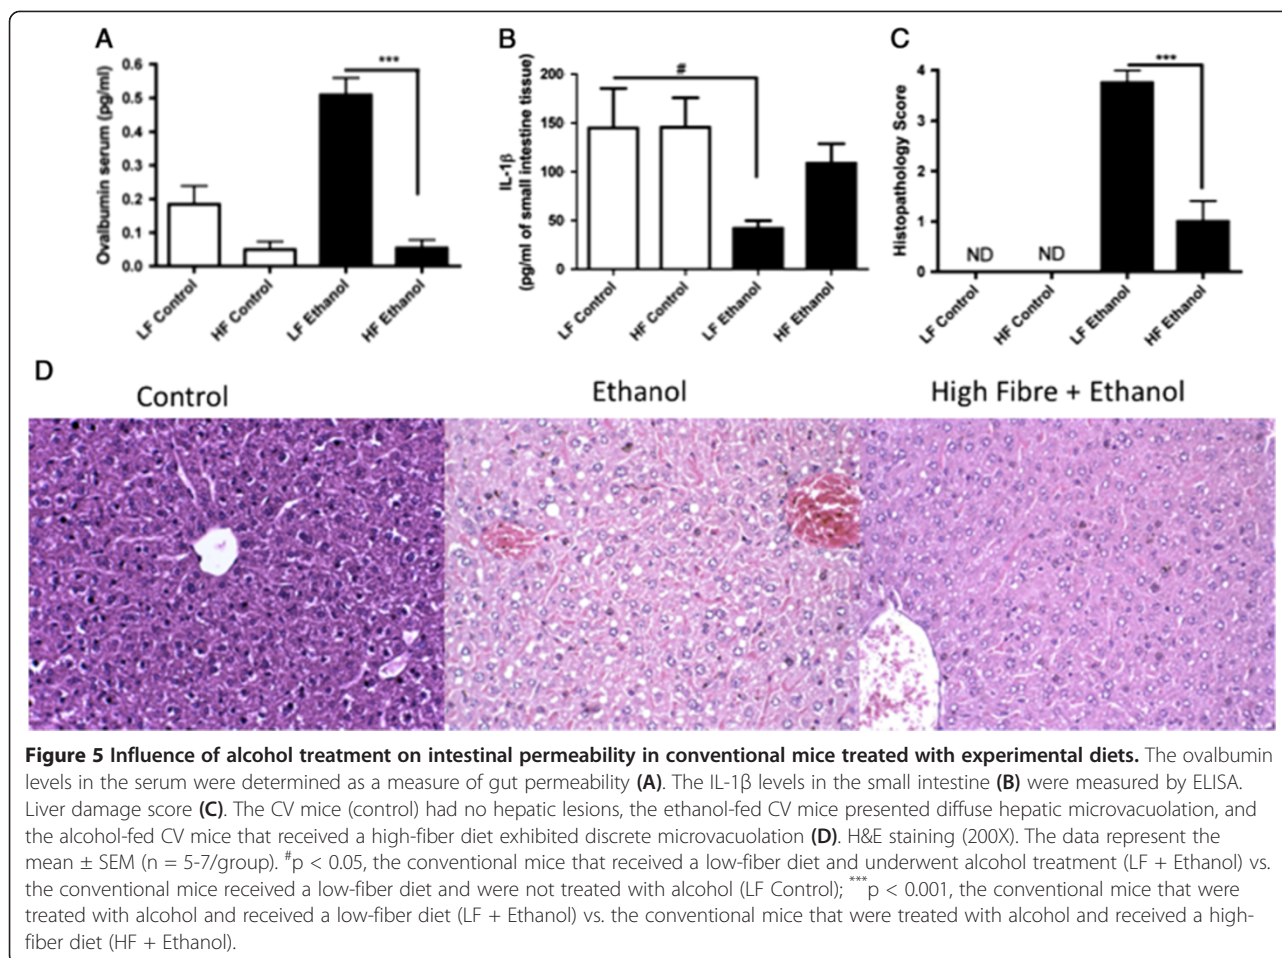 A
Ovalbumin serum (pg/ml)
0.6
0.5
0.4
0.3
0.2
0.1
0.0
***
LF Control
HF Control
LF Ethanol
HF Ethanol
B
IL-1β
(pg/ml of small intestine tissue)
200
150
100
50
0
#
LF Control
HF Control
LF Ethanol
HF Ethanol
C
Histopathology Score
4
3
2
1
0
ND
ND
***
LF Control
HF Control
LF Ethanol
HF Ethanol
D
Control
Ethanol
High Fibre + Ethanol
Figure 5 Influence of alcohol treatment on intestinal permeability in conventional mice treated with experimental diets. The ovalbumin
levels in the serum were determined as a measure of gut permeability (A). The IL-1β levels in the small intestine (B) were measured by ELISA.
Liver damage score (C). The CV mice (control) had no hepatic lesions, the ethanol-fed CV mice presented diffuse hepatic microvacuolation, and
the alcohol-fed CV mice that received a high-fiber diet exhibited discrete microvacuolation (D). H&E staining (200X). The data represent the
mean ± SEM (n = 5-7/group). #p < 0.05, the conventional mice that received a low-fiber diet and underwent alcohol treatment (LF + Ethanol) vs.
the conventional mice received a low-fiber diet and were not treated with alcohol (LF Control); ***p < 0.001, the conventional mice that were
treated with alcohol and received a low-fiber diet (LF + Ethanol) vs. the conventional mice that were treated with alcohol and received a high-
fiber diet (HF + Ethanol).